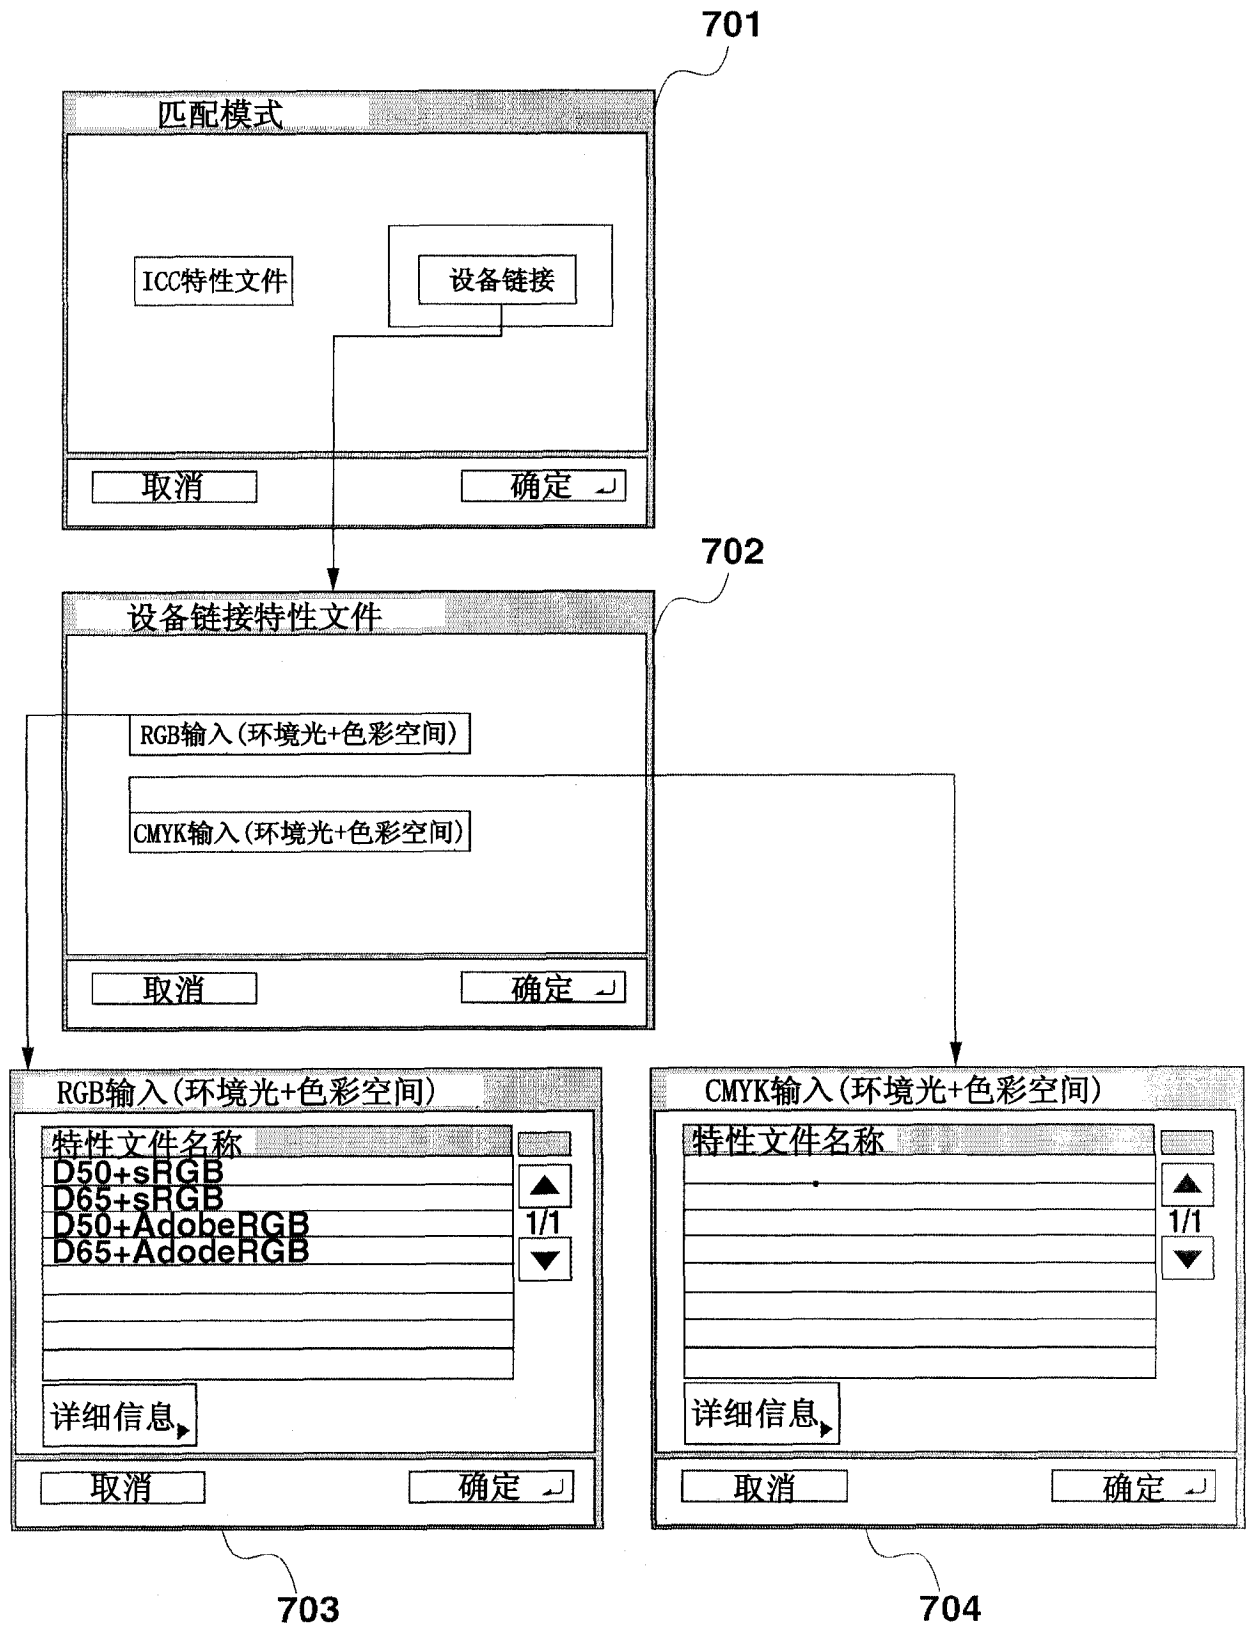 701
匹配模式
ICC特性文件
设备链接
取消
确定
702
设备链接特性文件
RGB输入(环境光+色彩空间)
CMYK输入(环境光+色彩空间)
取消
确定
RGB输入(环境光+色彩空间)
特性文件名称
D50+sRGB
D65+sRGB
D50+AdobeRGB
D65+AdodeRGB
1/1
详细信息
取消
确定
703
CMYK输入(环境光+色彩空间)
特性文件名称
1/1
详细信息
取消
确定
704